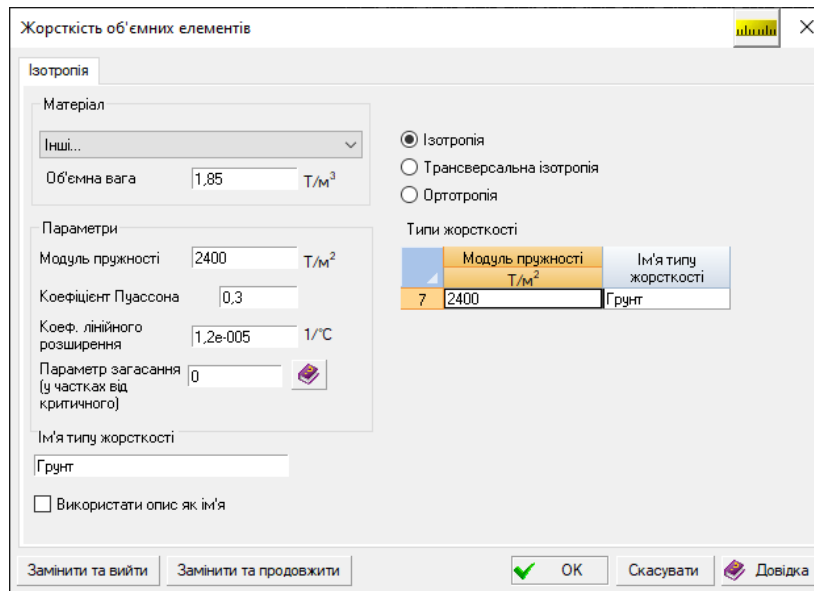 Жорсткість об'ємних елементів
Ізотропія
Матеріал
Інші...
Об'ємна вага 1,85 Т/м³
Параметри
Модуль пружності 2400 Т/м²
Коефіцієнт Пуассона 0,3
Коеф. лінійного
розширення 1,2e-005 1/°C
Параметр загасання
(у частках від
критичного) 0
Ім'я типу жорсткості
Грунт
Використати опис як ім'я
Ізотропія
Трансверсальна ізотропія
Ортотропія
Типи жорсткості
Модуль пружності
Т/м²
Ім'я типу
жорсткості
7 2400 Грунт
Замінити та вийти Замінити та продовжити OK Скасувати Довідка